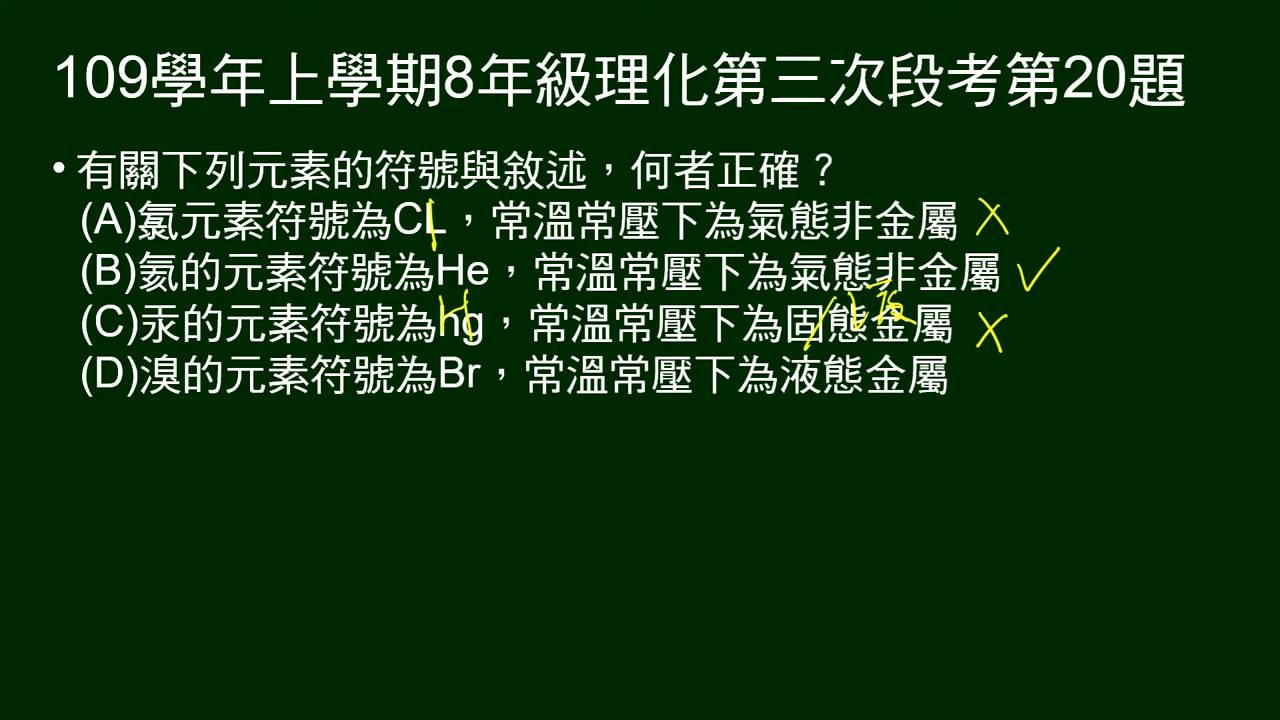 109學年上學期8年級理化第三次段考第20題
• 有關下列元素的符號與敘述，何者正確？
(A)氯元素符號為CL，常溫常壓下為氣態非金屬 X
l
(B)氦的元素符號為He，常溫常壓下為氣態非金屬 ✓
H 液
(C)汞的元素符號為hg，常溫常壓下為固態金屬 X
(D)溴的元素符號為Br，常溫常壓下為液態金屬